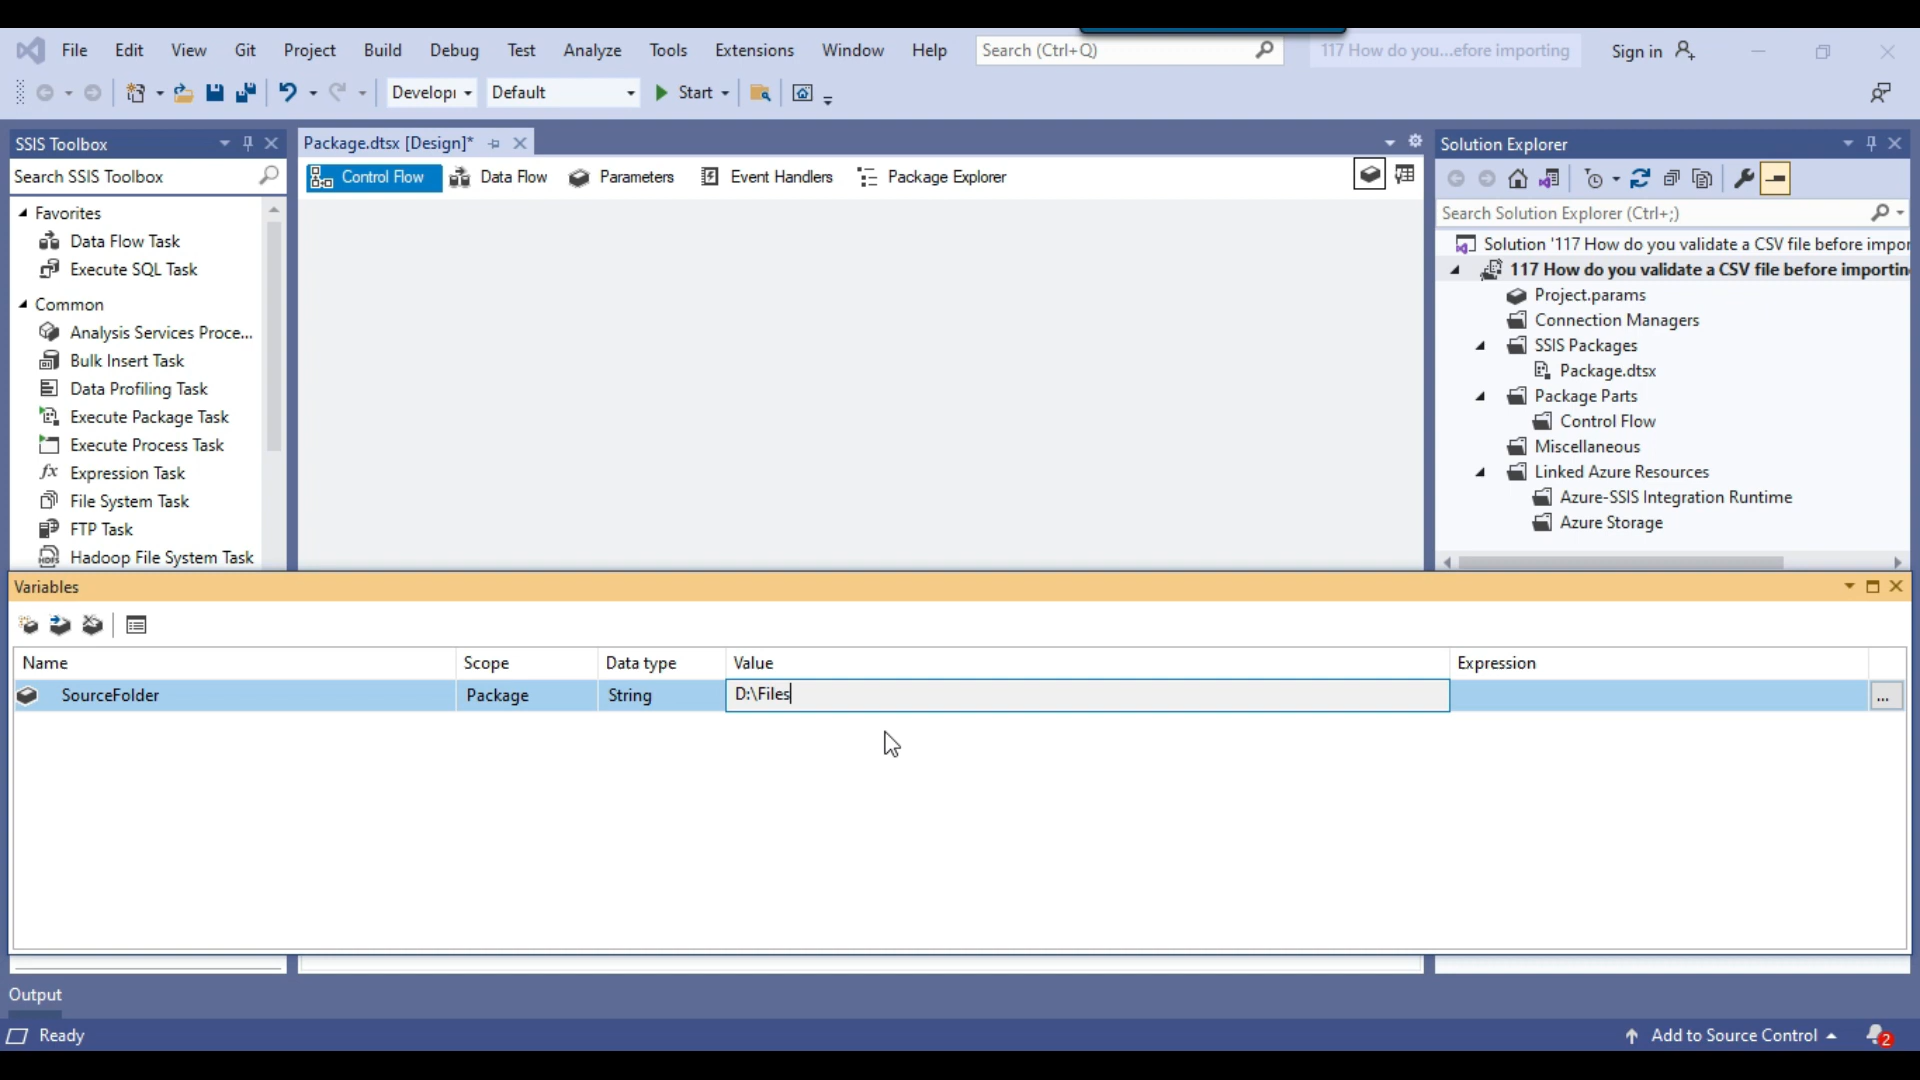 File Edit View Git Project Build Debug Test Analyze Tools Extensions Window Help Search (Ctrl+Q) 117 How do you...efore importing Sign in
Developi Default Start
SSIS Toolbox
Search SSIS Toolbox
Favorites
Data Flow Task
Execute SQL Task
Common
Analysis Services Proce...
Bulk Insert Task
Data Profiling Task
Execute Package Task
Execute Process Task
fx Expression Task
File System Task
FTP Task
Hadoop File System Task
Package.dtsx [Design]*
Control Flow Data Flow Parameters Event Handlers Package Explorer
Solution Explorer
Search Solution Explorer (Ctrl+;)
Solution '117 How do you validate a CSV file before impor
117 How do you validate a CSV file before importin
Project.params
Connection Managers
SSIS Packages
Package.dtsx
Package Parts
Control Flow
Miscellaneous
Linked Azure Resources
Azure-SSIS Integration Runtime
Azure Storage
Variables
Name Scope Data type Value Expression
SourceFolder Package String D:\Files ...
Output
Ready Add to Source Control 2